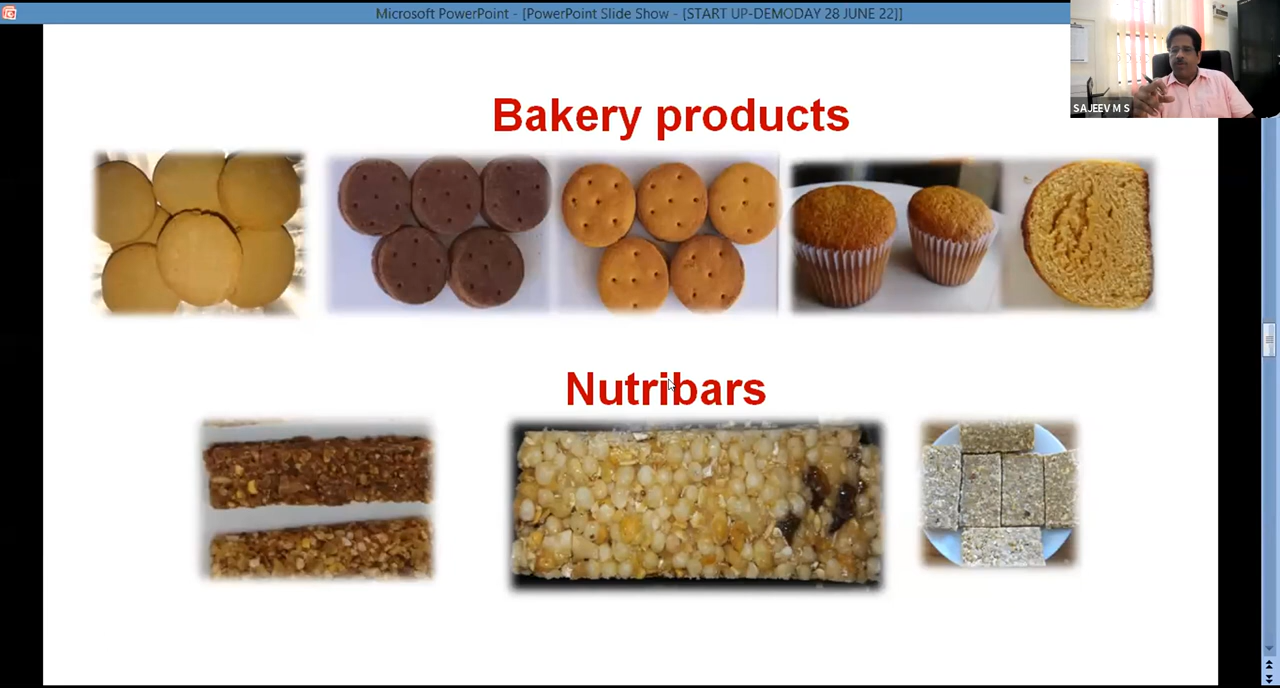 Microsoft PowerPoint - [PowerPoint Slide Show - [START UP-DEMODAY 28 JUNE 22]]
SAJEEV M S
Bakery products
Nutribars